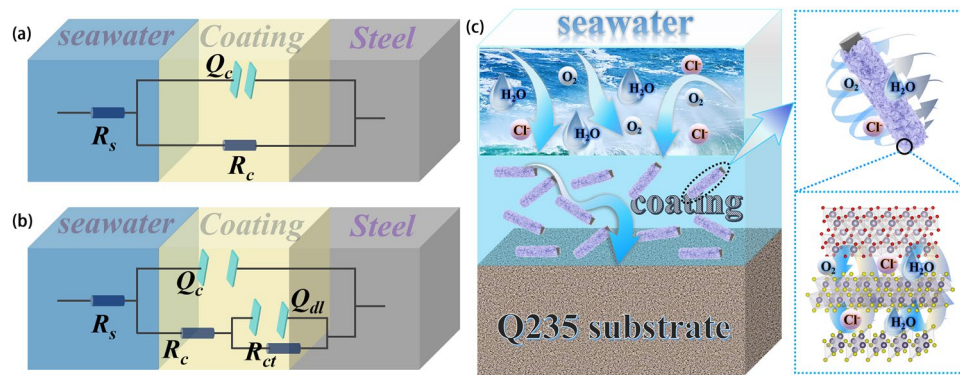 (a)
seawater Coating Steel
Qc
Rs
Rc
(b)
seawater Coating Steel
Qc
Qdl
Rs
Rc
Rct
(c)
seawater
Cl-
O2
H2O
O2
H2O
Cl-
O2
Cl-
coating
Q235 substrate
O2
H2O
Cl-
O2
Cl-
H2O
Cl-
H2O